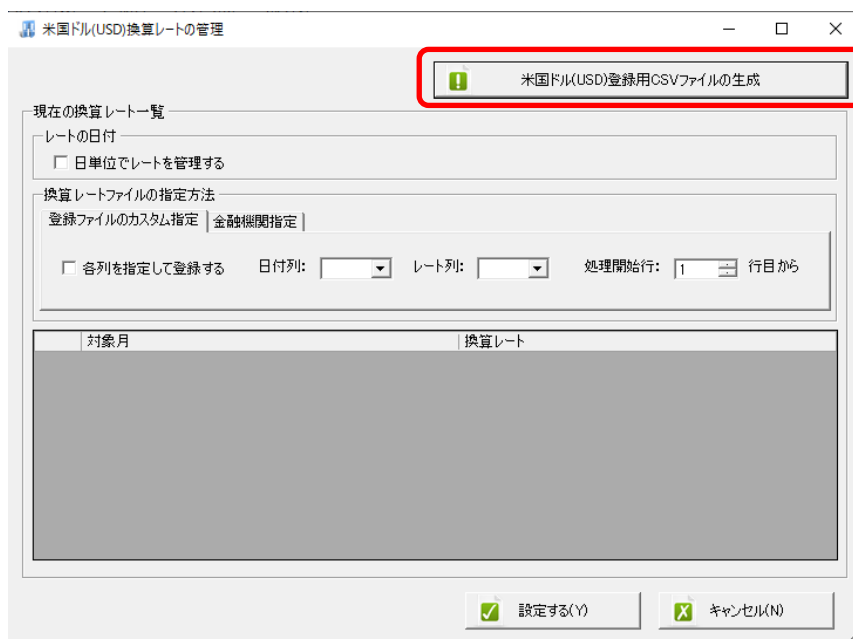 米国ドル(USD)換算レートの管理
米国ドル(USD)登録用CSVファイルの生成
現在の換算レート一覧
レートの日付
日単位でレートを管理する
換算レートファイルの指定方法
登録ファイルのカスタム指定 金融機関指定
各列を指定して登録する 日付列: レート列: 処理開始行: 1 行目から
対象月 換算レート
設定する(Y) キャンセル(N)